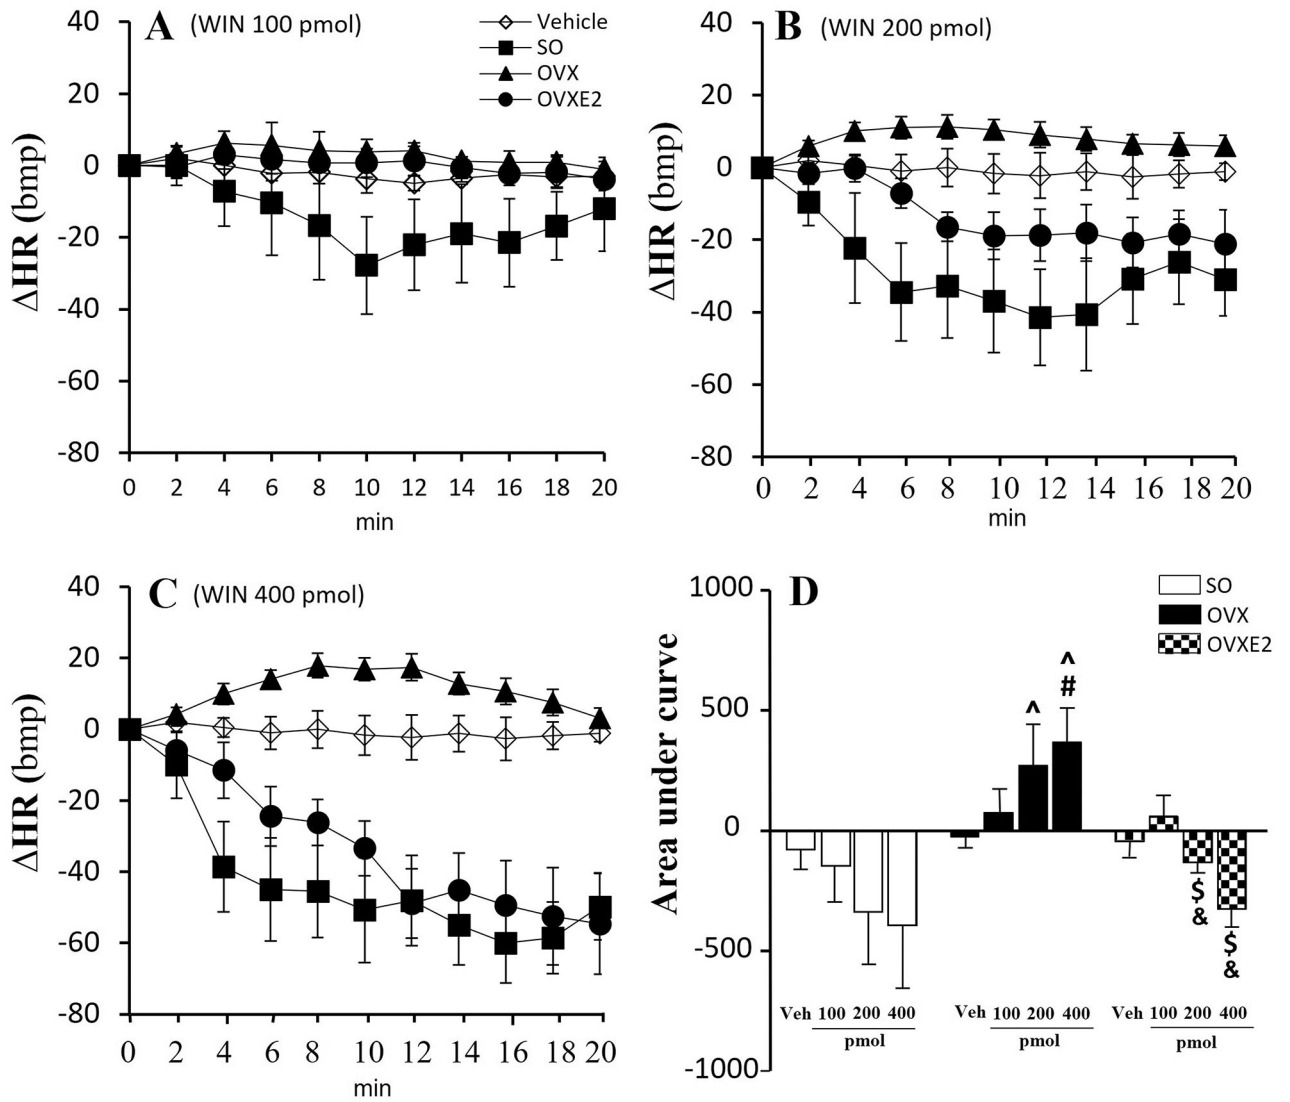 A (WIN 100 pmol)
Vehicle
SO
OVX
OVXE2
40
20
0
-20
-40
-60
-80
ΔHR (bmp)
0 2 4 6 8 10 12 14 16 18 20
min
B (WIN 200 pmol)
40
20
0
-20
-40
-60
-80
ΔHR (bmp)
0 2 4 6 8 10 12 14 16 18 20
min
C (WIN 400 pmol)
40
20
0
-20
-40
-60
-80
ΔHR (bmp)
0 2 4 6 8 10 12 14 16 18 20
min
D
SO
OVX
OVXE2
1000
500
0
-500
-1000
Area under curve
^
^
#
$
&
$
&
Veh 100 200 400
pmol
Veh 100 200 400
pmol
Veh 100 200 400
pmol